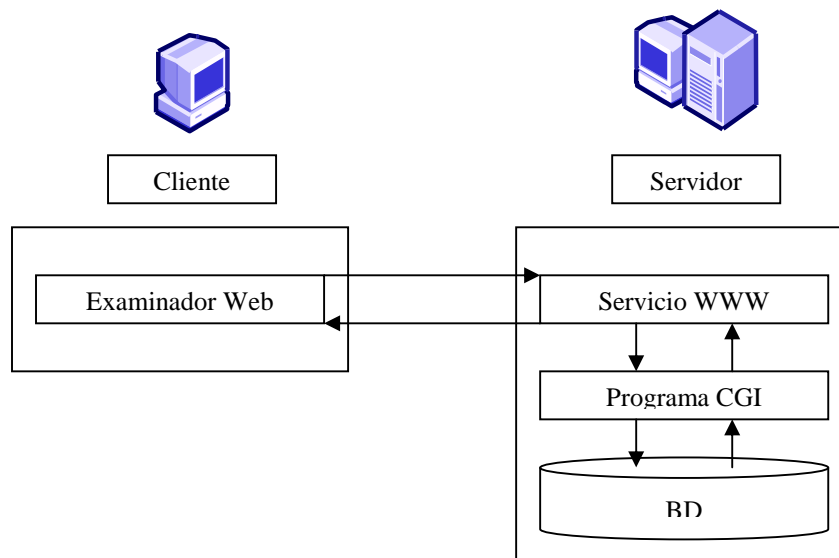 Cliente
Servidor
Examinador Web
Servicio WWW
Programa CGI
BD